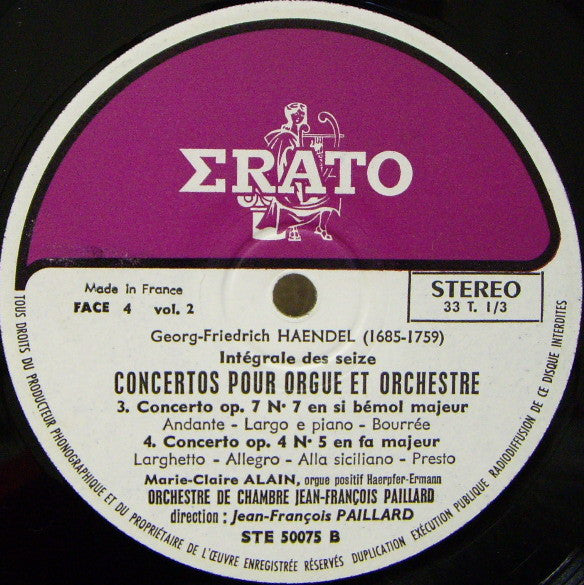 ΣRATO
Made in France
FACE 4 vol. 2
STEREO
33 T. 1/3
Georg-Friedrich HAENDEL (1685-1759)
Intégrale des seize
CONCERTOS POUR ORGUE ET ORCHESTRE
3. Concerto op. 7 N° 7 en si bémol majeur
Andante - Largo e piano - Bourrée
4. Concerto op. 4 N° 5 en fa majeur
Larghetto - Allegro - Alla siciliano - Presto
Marie-Claire ALAIN, orgue positif Haerpfer-Ermann
ORCHESTRE DE CHAMBRE JEAN-FRANÇOIS PAILLARD
direction : Jean-François PAILLARD
STE 50075 B
TOUS DROITS DU PRODUCTEUR PHONOGRAPHIQUE ET DU PROPRIÉTAIRE DE L'ŒUVRE ENREGISTRÉE RÉSERVÉS DUPLICATION EXÉCUTION PUBLIQUE RADIODIFFUSION DE CE DISQUE INTERDITES